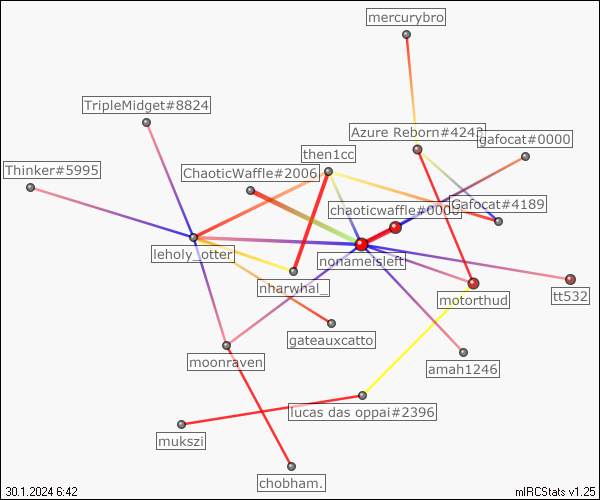 mercurybro
TripleMidget#8824
Azure Reborn#4243
gafocat#0000
then1cc
Thinker#5995
ChaoticWaffle#2006
chaoticwaffle#0000
Gafocat#4189
leholy_otter
nonameisleft
nharwhal_
motorthud
tt532
gateauxcatto
moonraven
amah1246
lucas das oppai#2396
mukszi
chobham.
30.1.2024 6:42
mIRCStats v1.25